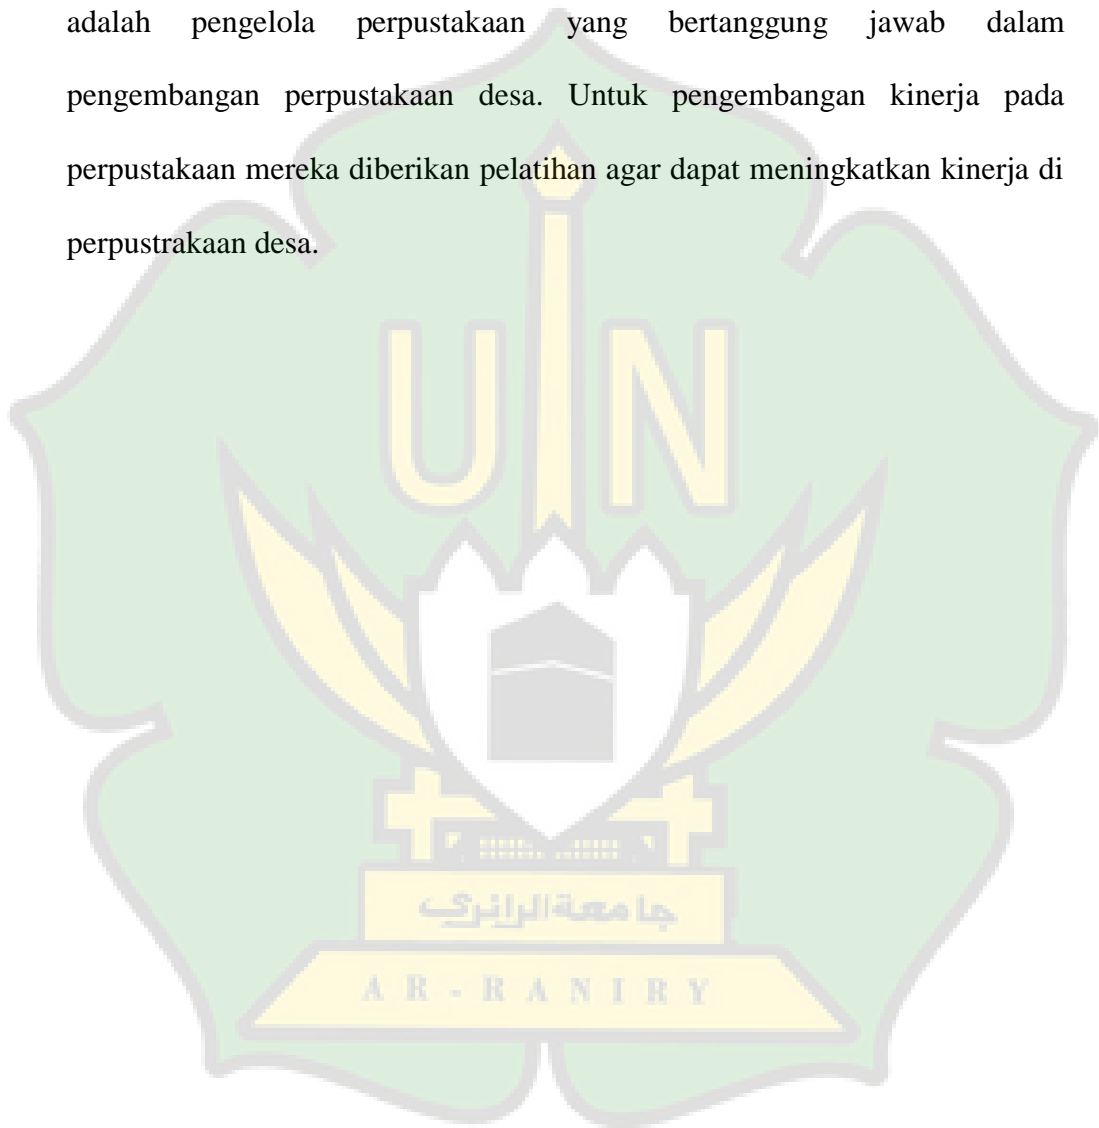 adalah pengelola perpustakaan yang bertanggung jawab dalam
pengembangan perpustakaan desa. Untuk pengembangan kinerja pada
perpustakaan mereka diberikan pelatihan agar dapat meningkatkan kinerja di
perpustrakaan desa.
UIN
جامعة الرانري
AR-RANIRY